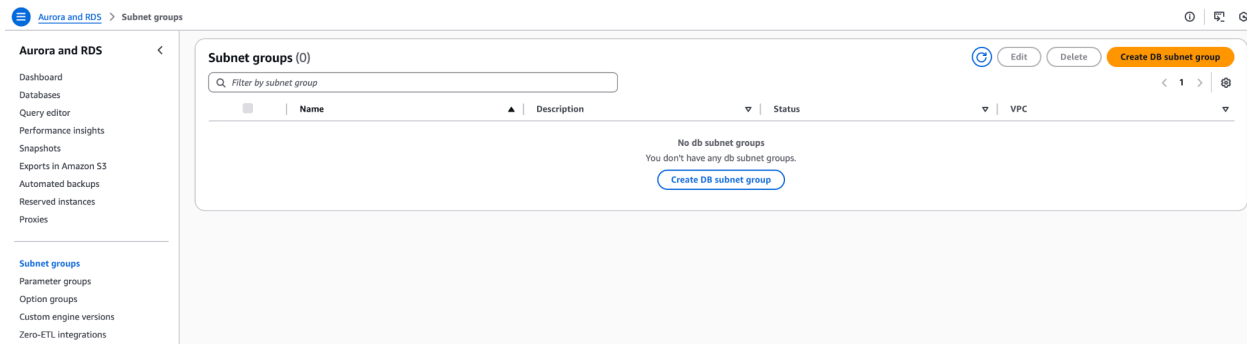 Aurora and RDS > Subnet groups
Aurora and RDS
Dashboard
Databases
Query editor
Performance insights
Snapshots
Exports in Amazon S3
Automated backups
Reserved instances
Proxies
Subnet groups
Parameter groups
Option groups
Custom engine versions
Zero-ETL integrations
Subnet groups (0)
Edit
Delete
Create DB subnet group
Filter by subnet group
< 1 >
Name Description Status VPC
No db subnet groups
You don't have any db subnet groups.
Create DB subnet group